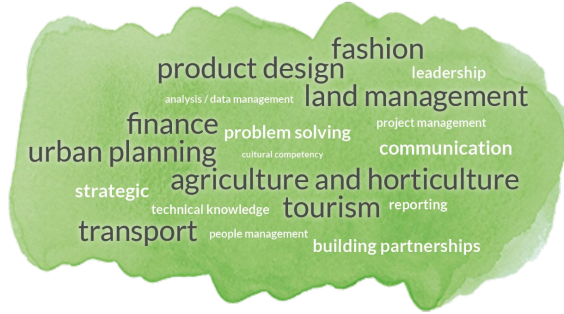 fashion
product design
leadership
analysis / data management
land management
finance
problem solving
project management
urban planning
cultural competency
communication
agriculture and horticulture
strategic
technical knowledge
tourism
reporting
transport
people management
building partnerships